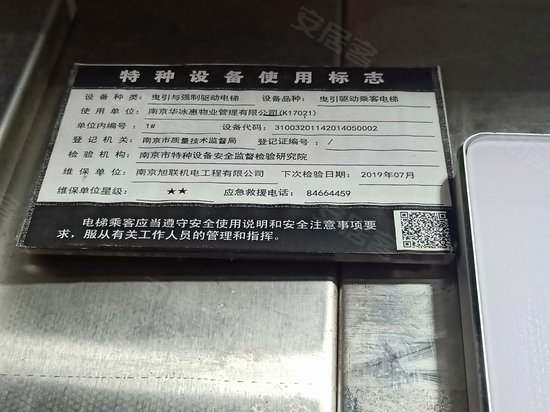 安居客
特种设备使用标志
设备种类: 曳引与强制驱动电梯 设备品种: 曳引驱动乘客电梯
使用单位: 南京华冰惠物业管理有限公司(K17021)
单位内编号: 1# 设备代码: 31003201142014050002
登记机关: 南京市质量技术监督局 登记证编号: /
检验机构: 南京市特种设备安全监督检验研究院
维保单位: 南京旭联机电工程有限公司 下次检验日期: 2019年07月
维保单位星级: ★★ 应急救援电话: 84664459
电梯乘客应当遵守安全使用说明和安全注意事项要
求，服从有关工作人员的管理和指挥。